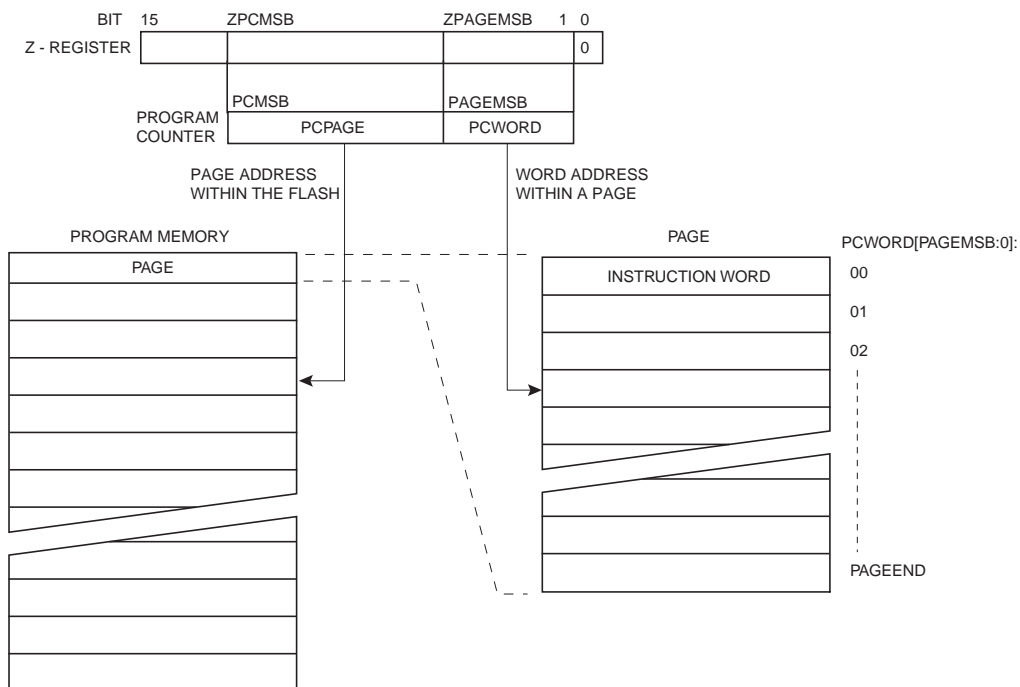 BIT 15 ZPCMSB ZPAGEMSB 1 0
Z - REGISTER 0
PCMSB PAGEMSB
PROGRAM
COUNTER
PCPAGE PCWORD
PAGE ADDRESS
WITHIN THE FLASH
WORD ADDRESS
WITHIN A PAGE
PROGRAM MEMORY
PAGE
PAGE
PCWORD[PAGEMSB:0]:
INSTRUCTION WORD
00
01
02
PAGEEND